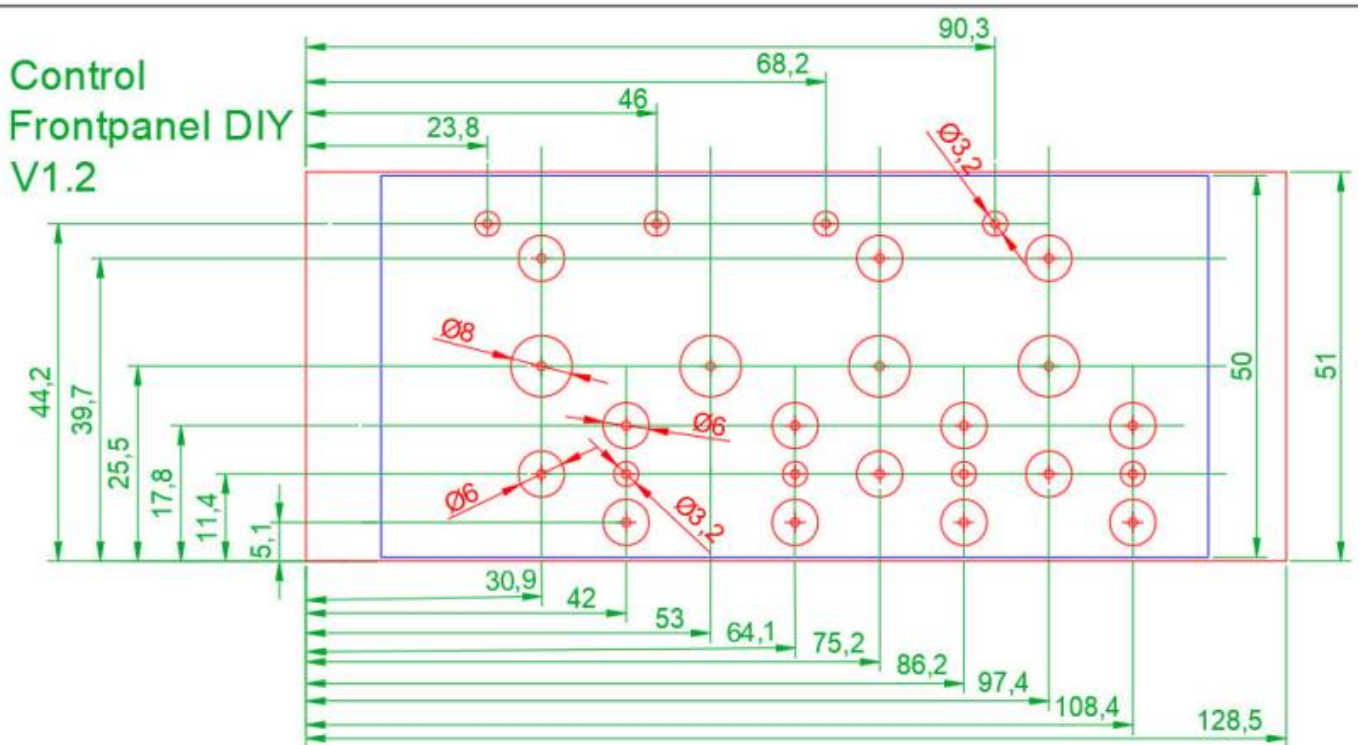 Control
Frontpanel DIY
V1.2
90,3
68,2
46
23,8
Ø3,2
Ø8
Ø6
Ø6
Ø3,2
44,2
39,7
25,5
17,8
11,4
5,1
50
51
30,9
42
53
64,1
75,2
86,2
97,4
108,4
128,5